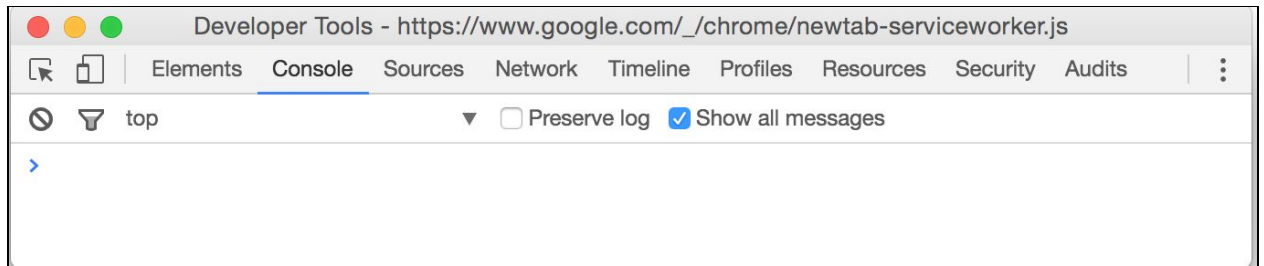 Developer Tools - https://www.google.com/_/chrome/newtab-serviceworker.js
Elements Console Sources Network Timeline Profiles Resources Security Audits
top Preserve log Show all messages